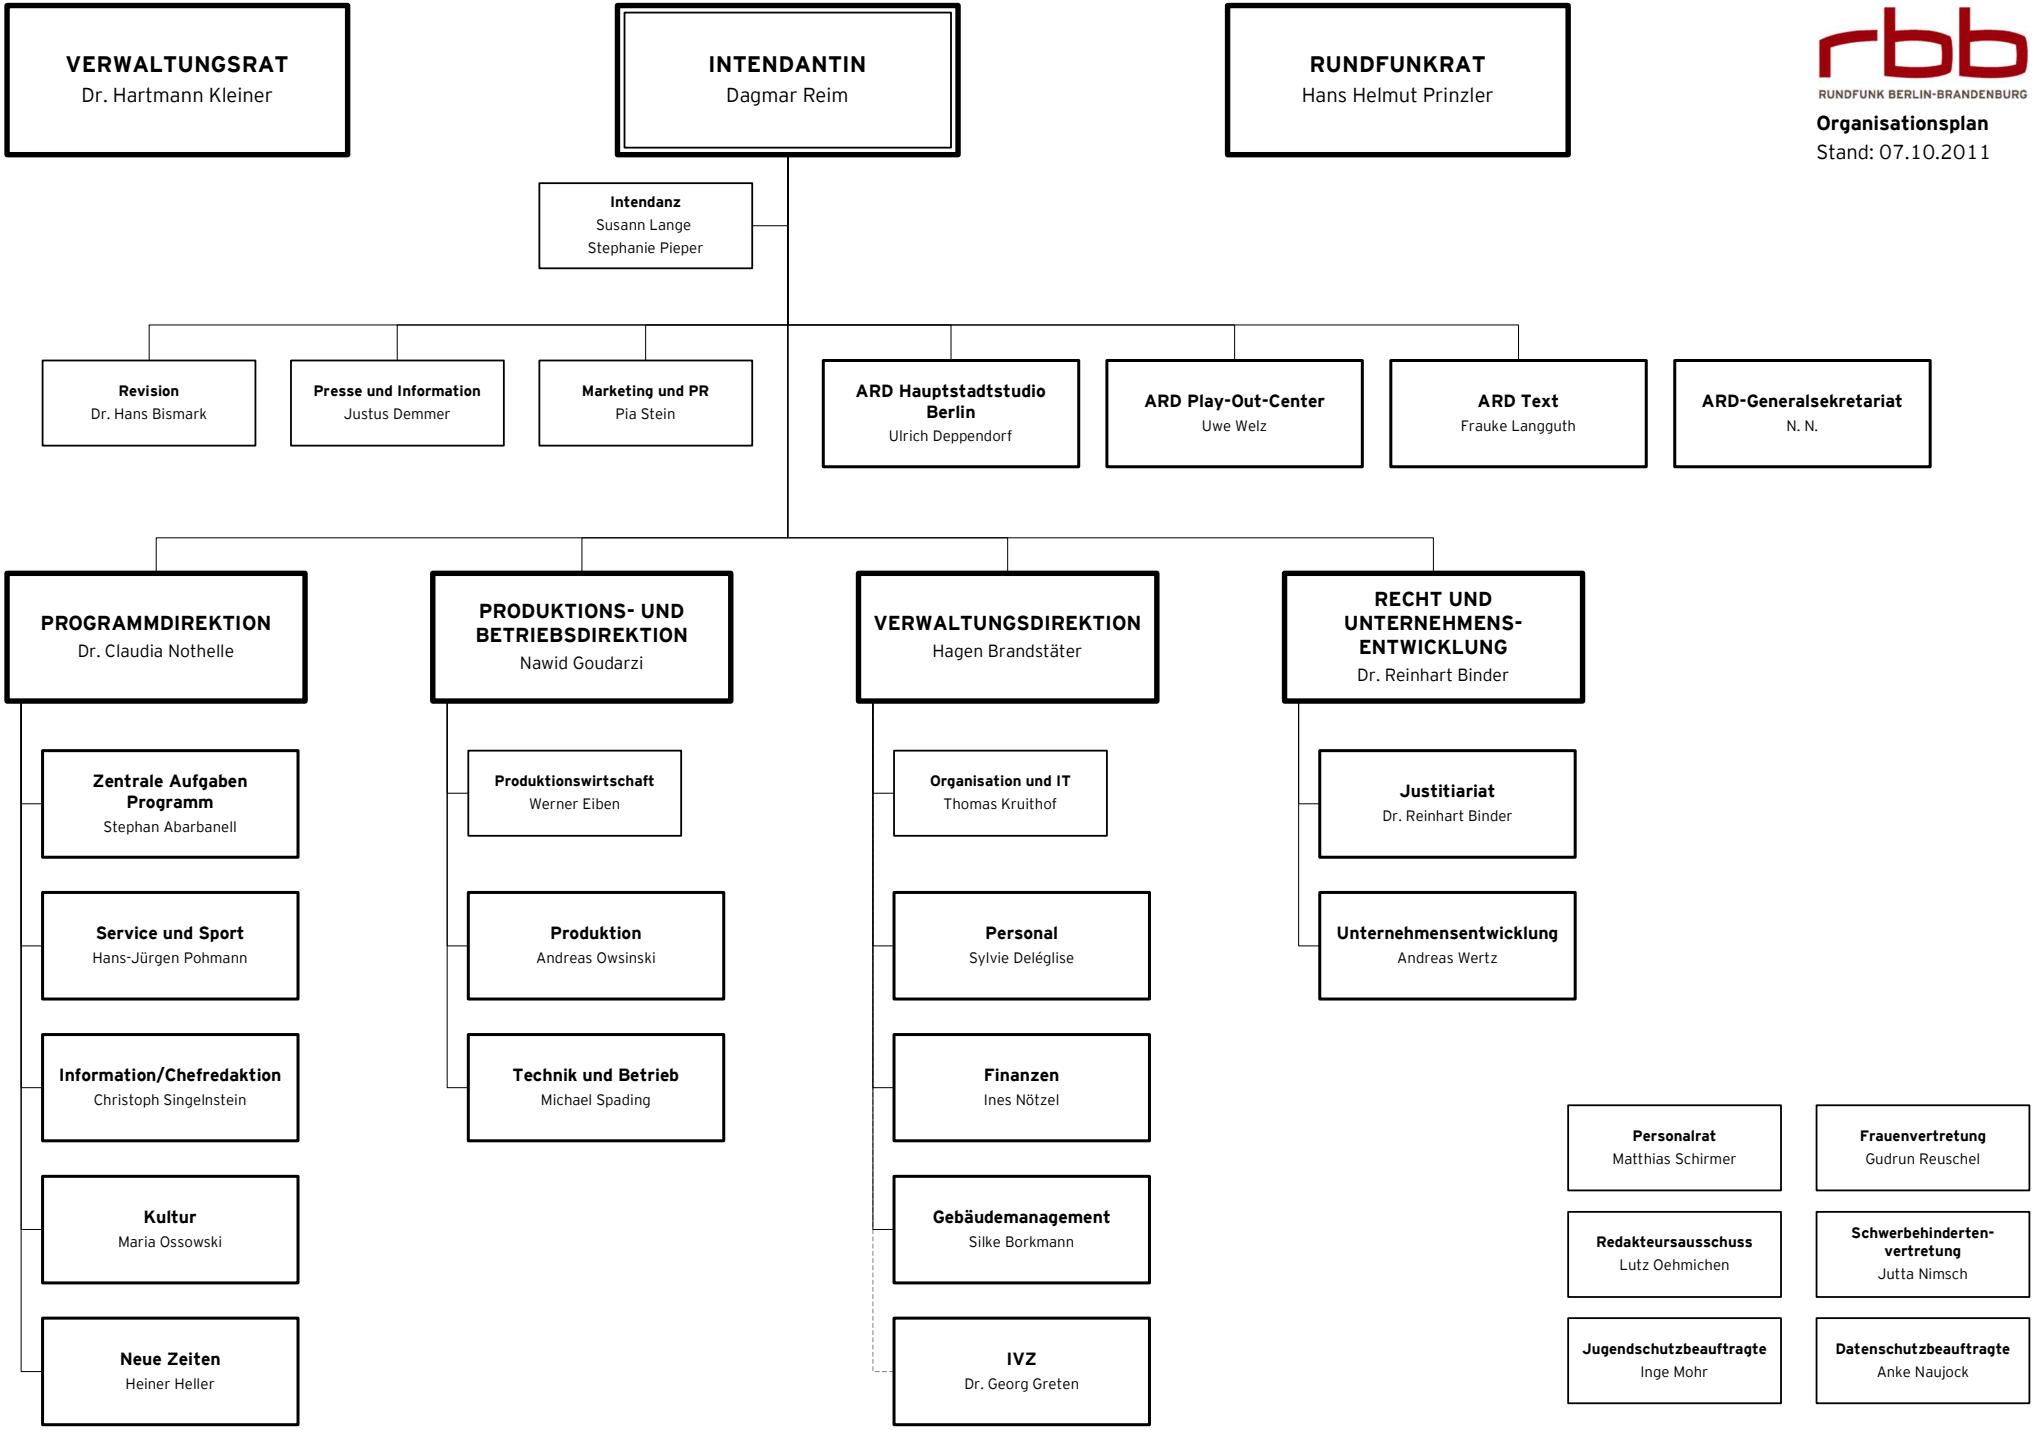 VERWALTUNGSRAT
Dr. Hartmann Kleiner
INTENDANTIN
Dagmar Reim
RUNDFUNKRAT
Hans Helmut Prinzler
rbb
RUNDFUNK BERLIN-BRANDENBURG
Organisationsplan
Stand: 07.10.2011
Intendanz
Susann Lange
Stephanie Pieper
Revision
Dr. Hans Bismark
Presse und Information
Justus Demmer
Marketing und PR
Pia Stein
ARD Hauptstadtstudio
Berlin
Ulrich Deppendorf
ARD Play-Out-Center
Uwe Welz
ARD Text
Frauke Langguth
ARD-Generalsekretariat
N. N.
PROGRAMMDIREKTION
Dr. Claudia Nothelle
PRODUKTIONS- UND
BETRIEBSDIREKTION
Nawid Goudarzi
VERWALTUNGSDIREKTION
Hagen Brandstäter
RECHT UND
UNTERNEHMENS-
ENTWICKLUNG
Dr. Reinhart Binder
Zentrale Aufgaben
Programm
Stephan Abarbanell
Service und Sport
Hans-Jürgen Pohmann
Information/Chefredaktion
Christoph Singelnstein
Kultur
Maria Ossowski
Neue Zeiten
Heiner Heller
Produktionswirtschaft
Werner Eiben
Produktion
Andreas Owsinski
Technik und Betrieb
Michael Spading
Organisation und IT
Thomas Kruithof
Personal
Sylvie Deléglise
Finanzen
Ines Nötzel
Gebäudemanagement
Silke Borkmann
IVZ
Dr. Georg Greten
Justitiariat
Dr. Reinhart Binder
Unternehmensentwicklung
Andreas Wertz
Personalrat
Matthias Schirmer
Frauenvertretung
Gudrun Reuschel
Redakteursausschuss
Lutz Oehmichen
Schwerbehinderten-
vertretung
Jutta Nimsch
Jugendschutzbeauftragte
Inge Mohr
Datenschutzbeauftragte
Anke Naujock